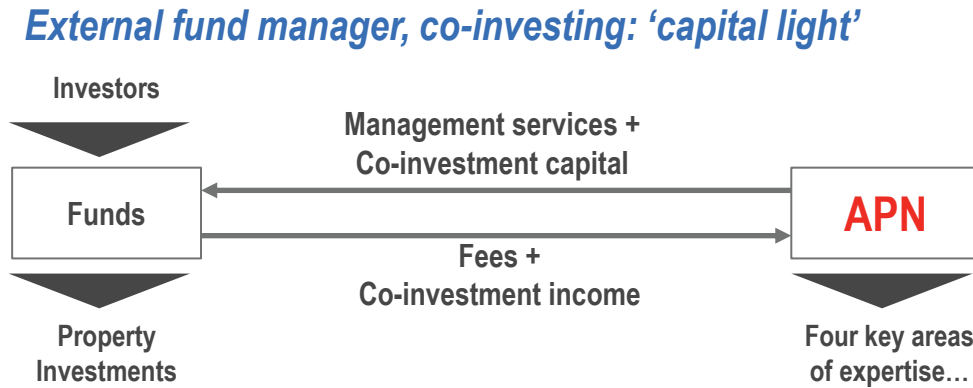 External fund manager, co-investing: ‘capital light’
Investors
Management services +
Co-investment capital
Funds
APN
Fees +
Co-investment income
Property
Investments
Four key areas
of expertise…